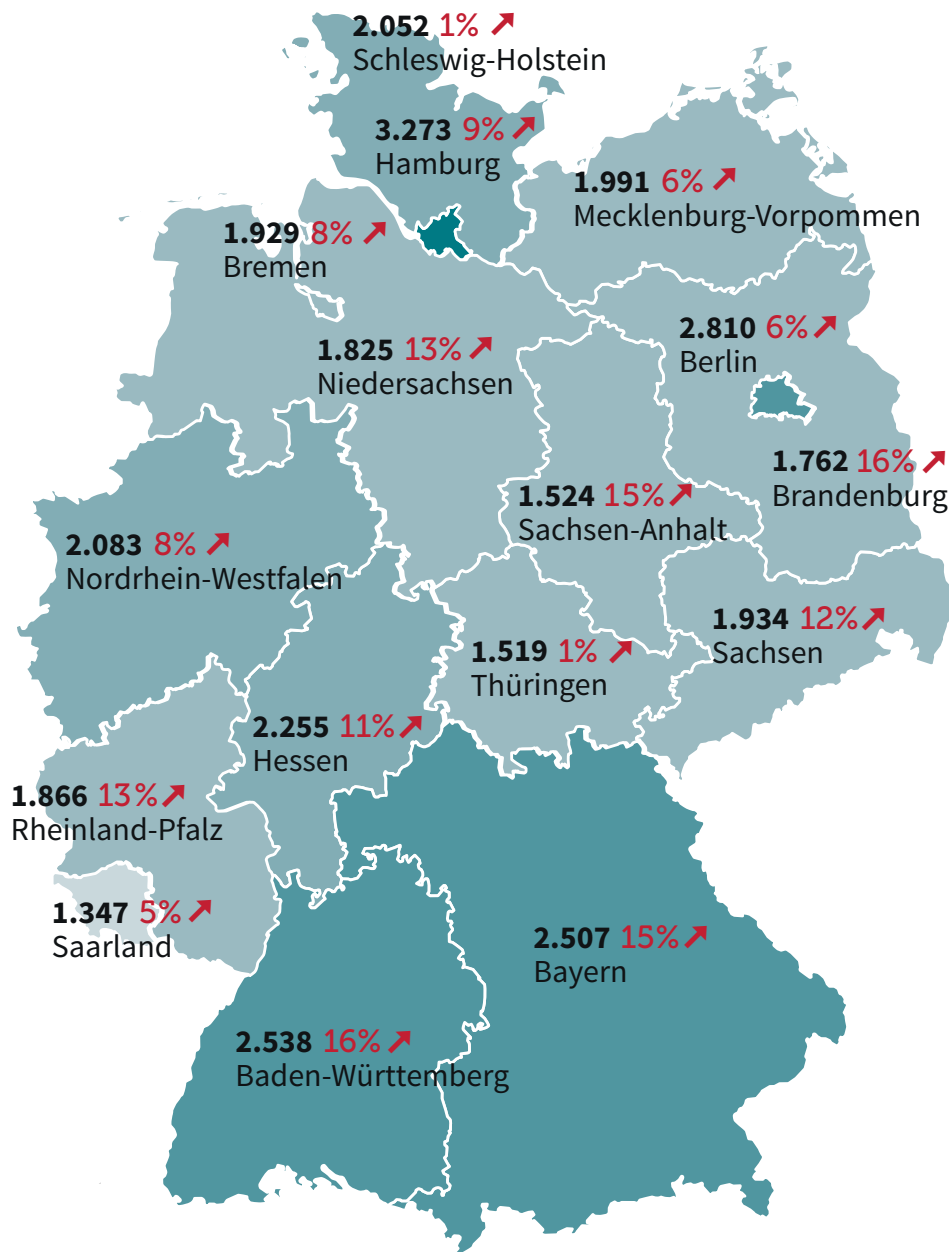 2.052 1%
Schleswig-Holstein
3.273 9%
Hamburg
1.991 6%
Mecklenburg-Vorpommen
1.929 8%
Bremen
2.810 6%
Berlin
1.825 13%
Niedersachsen
1.762 16%
Brandenburg
1.524 15%
Sachsen-Anhalt
2.083 8%
Nordrhein-Westfalen
1.934 12%
Sachsen
1.519 1%
Thüringen
2.255 11%
Hessen
1.866 13%
Rheinland-Pfalz
1.347 5%
Saarland
2.507 15%
Bayern
2.538 16%
Baden-Württemberg